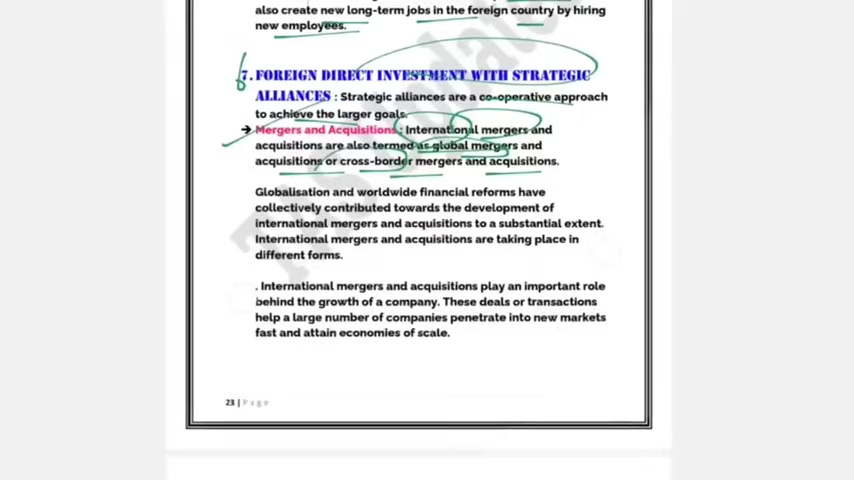 also create new long-term jobs in the foreign country by hiring
new employees.
6
7. FOREIGN DIRECT INVESTMENT WITH STRATEGIC
ALLIANCES : Strategic alliances are a co-operative approach
to achieve the larger goals.
→ Mergers and Acquisitions : International mergers and
acquisitions are also termed as global mergers and
acquisitions or cross-border mergers and acquisitions.
Globalisation and worldwide financial reforms have
collectively contributed towards the development of
international mergers and acquisitions to a substantial extent.
International mergers and acquisitions are taking place in
different forms.
. International mergers and acquisitions play an important role
behind the growth of a company. These deals or transactions
help a large number of companies penetrate into new markets
fast and attain economies of scale.
23 | Page